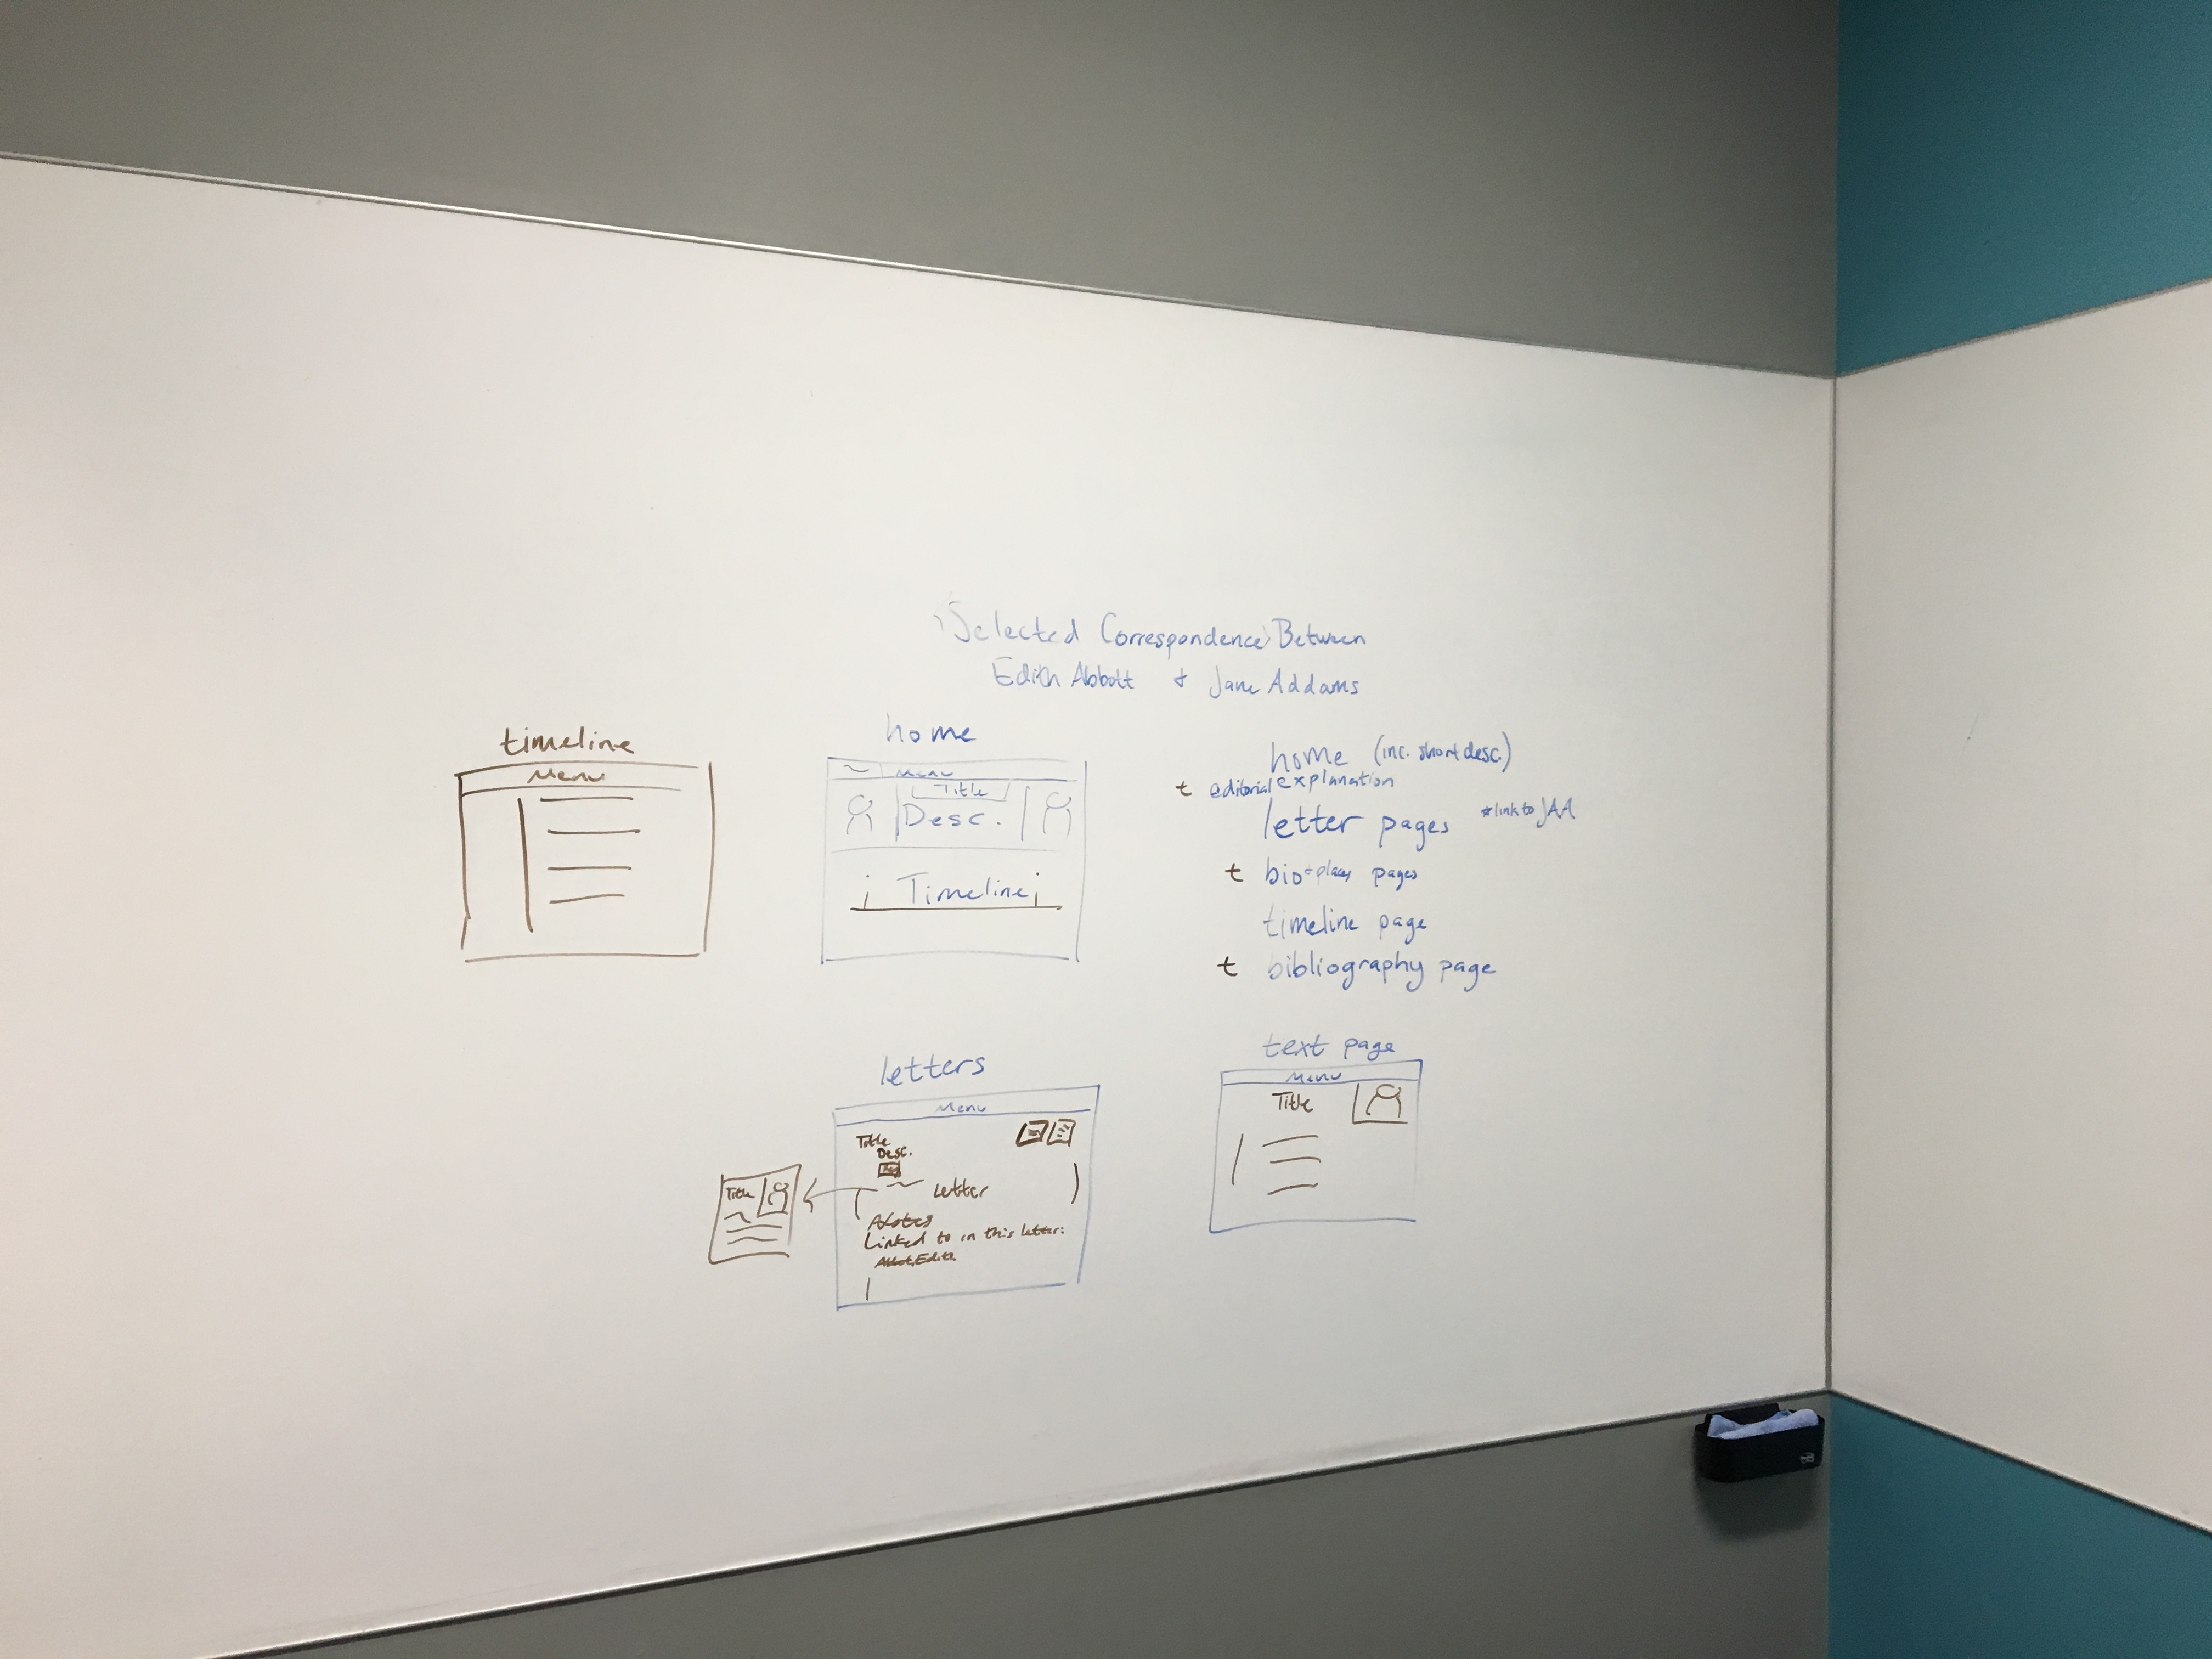 Selected Correspondence Between
Edith Abbott & Jane Addams
timeline
Menu
home
Menu
Title
Desc.
Timeline
home (inc. short desc.)
t editorial explanation
letter pages *link to JAA
t bio + places pages
timeline page
t bibliography page
letters
Menu
Title
Desc.
Letter
Notes
Linked to in this letter:
Abbott, Edith
Title
text page
Menu
Title